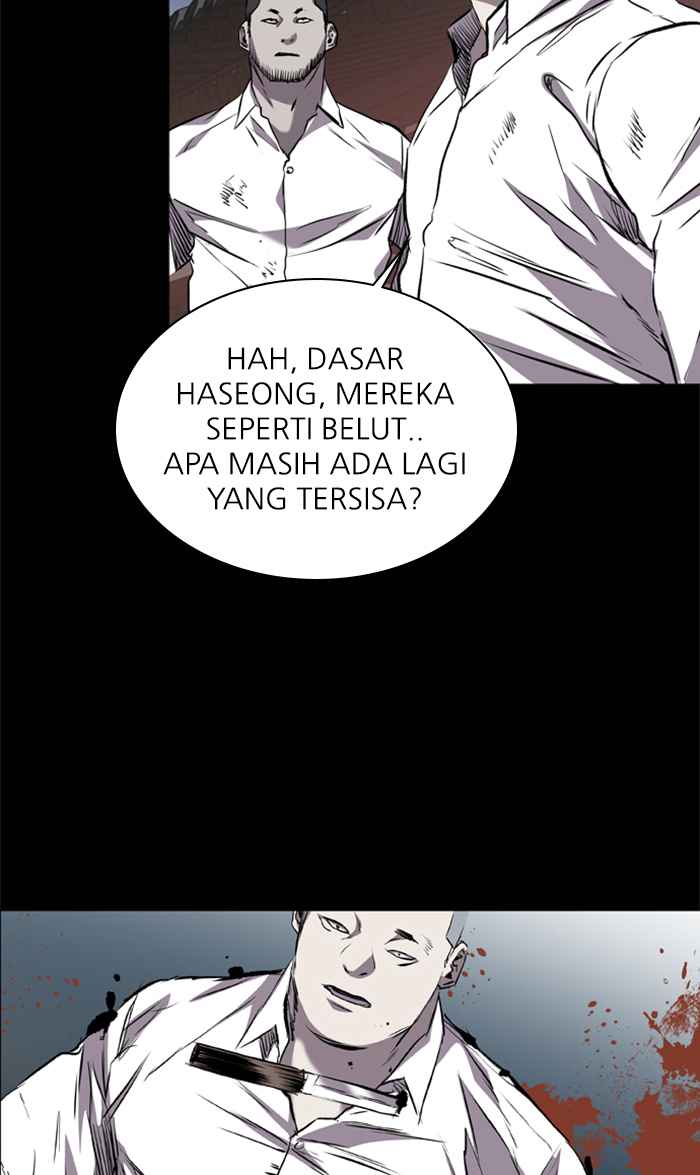 HAH, DASAR
HASEONG, MEREKA
SEPERTI BELUT..
APA MASIH ADA LAGI
YANG TERSISA?